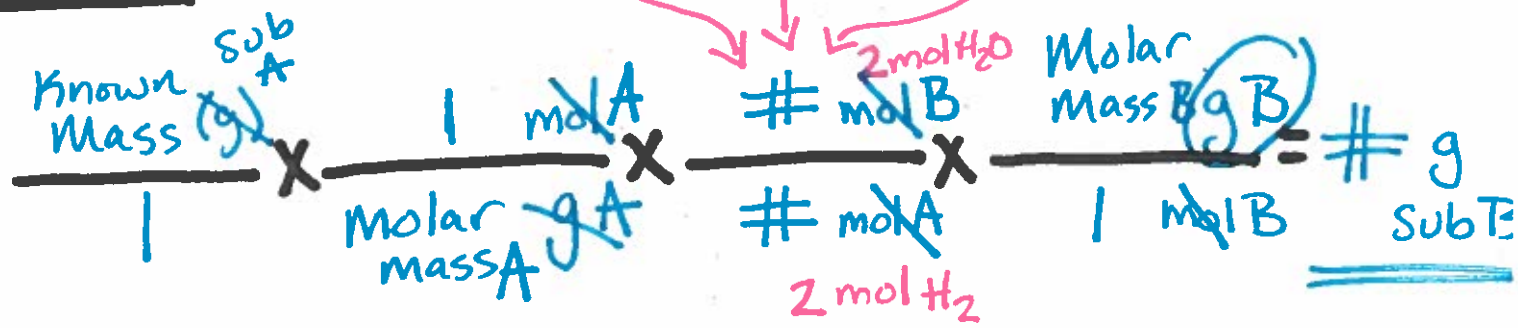 Known Mass (g) sub A X 1 mol A X # mol B 2 mol H₂O X Molar Mass B g B = # g
1 Molar mass A g A # mol A 1 mol B sub B
2 mol H₂